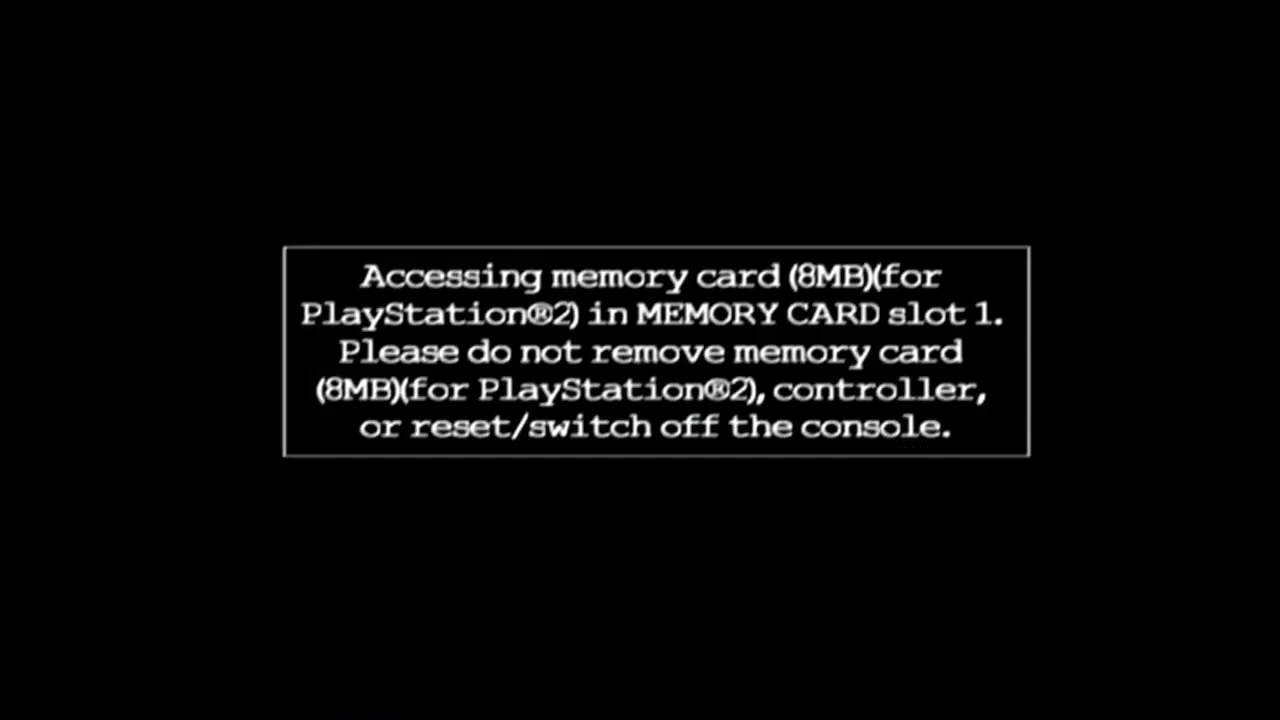 Accessing memory card (8MB)(for
PlayStation®2) in MEMORY CARD slot 1.
Please do not remove memory card
(8MB)(for PlayStation®2), controller,
or reset/switch off the console.